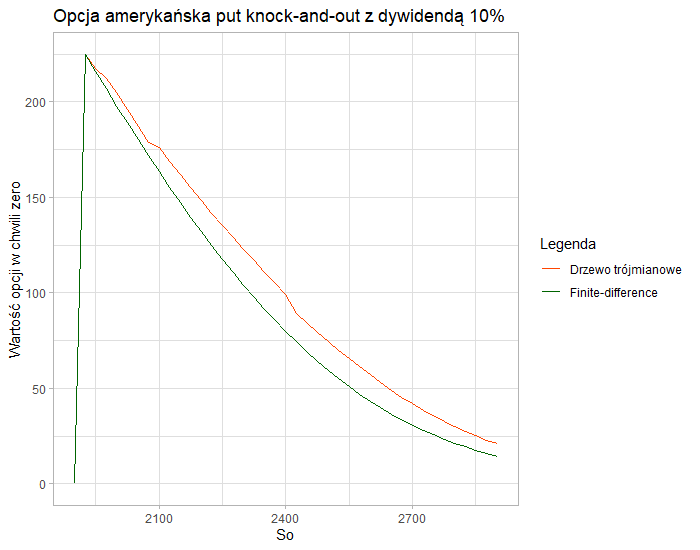 Opcja amerykańska put knock-and-out z dywidendą 10%
Wartość opcji w chwili zero
200
150
100
50
0
2100
2400
2700
So
Legenda
Drzewo trójmianowe
Finite-difference